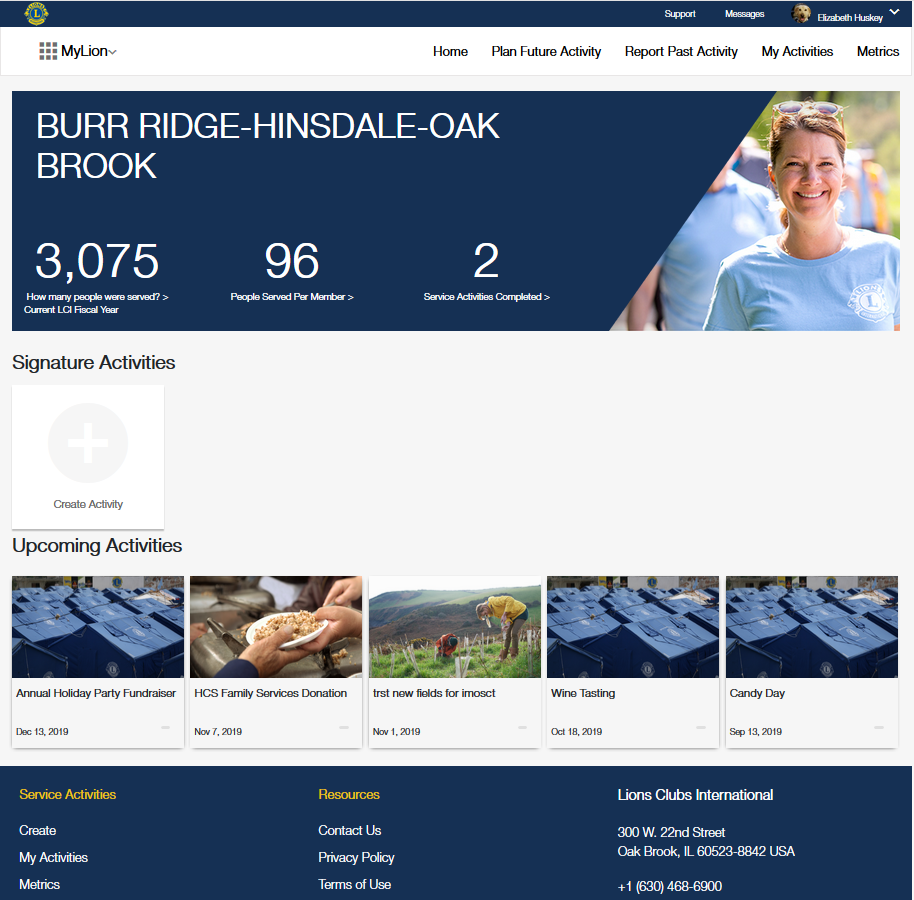 Support Messages Elizabeth Huskey
MyLion Home Plan Future Activity Report Past Activity My Activities Metrics
BURR RIDGE-HINSDALE-OAK
BROOK
3,075 96 2
How many people were served? > People Served Per Member > Service Activities Completed >
Current LCI Fiscal Year
Signature Activities
Create Activity
Upcoming Activities
Annual Holiday Party Fundraiser HCS Family Services Donation trst new fields for imosct Wine Tasting Candy Day
Dec 13, 2019 Nov 7, 2019 Nov 1, 2019 Oct 18, 2019 Sep 13, 2019
Service Activities Resources Lions Clubs International
Create Contact Us 300 W. 22nd Street
My Activities Privacy Policy Oak Brook, IL 60523-8842 USA
Metrics Terms of Use +1 (630) 468-6900